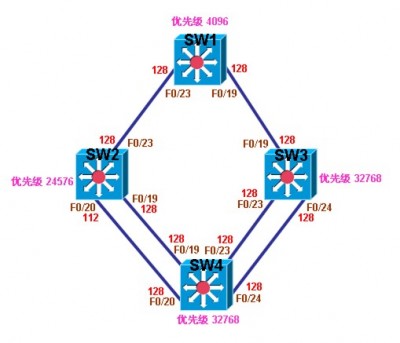 优先级 4096
SW1
128 128
F0/23 F0/19
128 F0/23
F0/19 128
SW2 SW3
优先级 24576
优先级 32768
F0/20 F0/19
112 128
128 F0/24
F0/23 128
128 128
F0/19 F0/23
SW4
128 128
F0/20 F0/24
优先级 32768